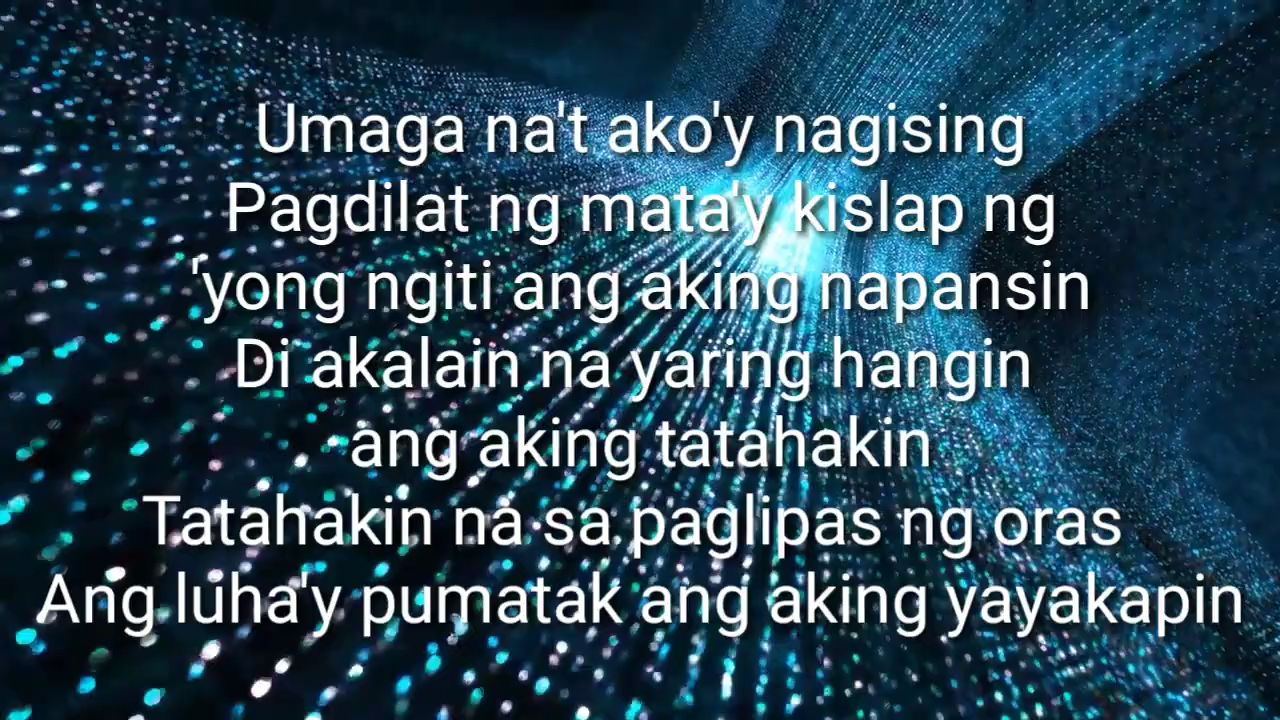 Umaga na't ako'y nagising
Pagdilat ng mata'y kislap ng
'yong ngiti ang aking napansin
Di akalain na yaring hangin
ang aking tatahakin
Tatahakin na sa paglipas ng oras
Ang luha'y pumatak ang aking yayakapin